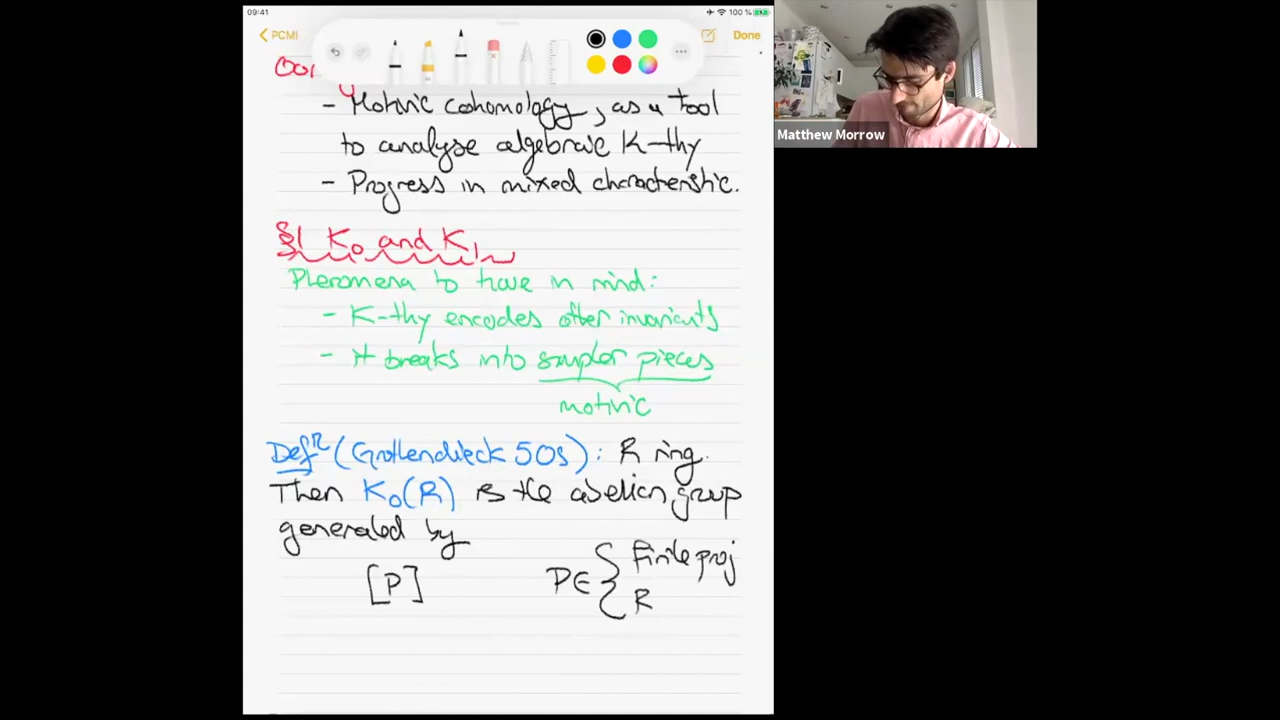 09:41
100 %
PCMI
Done
- Motivic cohomology, as a tool
to analyse algebraic K-thy
- Progress in mixed characteristic.
§1 K₀ and K₁
Phenomena to have in mind:
- K-thy encodes other invariants
- it breaks into simpler pieces
motivic
Defⁿ (Grothendieck 50s): R ring.
Then K₀(R) is the abelian group
generated by
[P] P∈ { Finite proj
R
Matthew Morrow